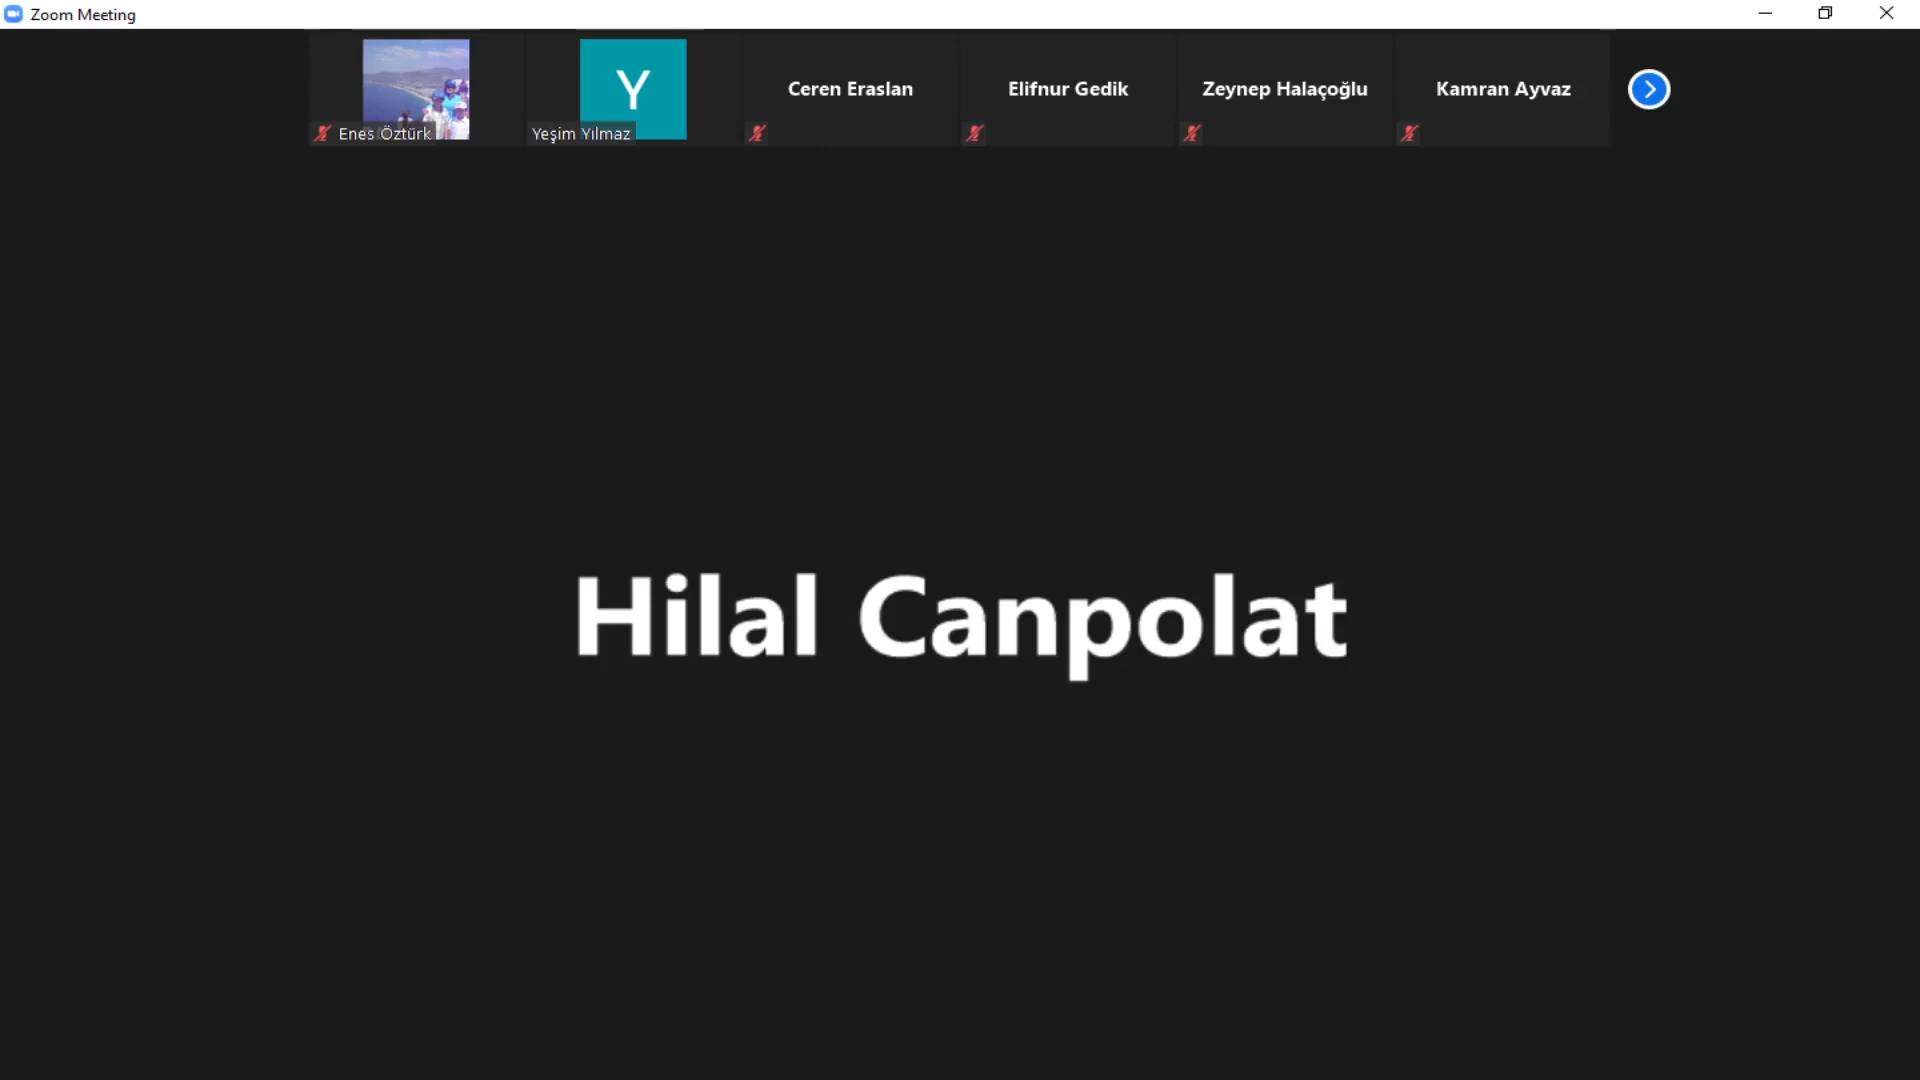 Zoom Meeting
Y
Ceren Eraslan
Elifnur Gedik
Zeynep Halaçoğlu
Kamran Ayvaz
Enes Öztürk
Yeşim Yılmaz
Hilal Canpolat